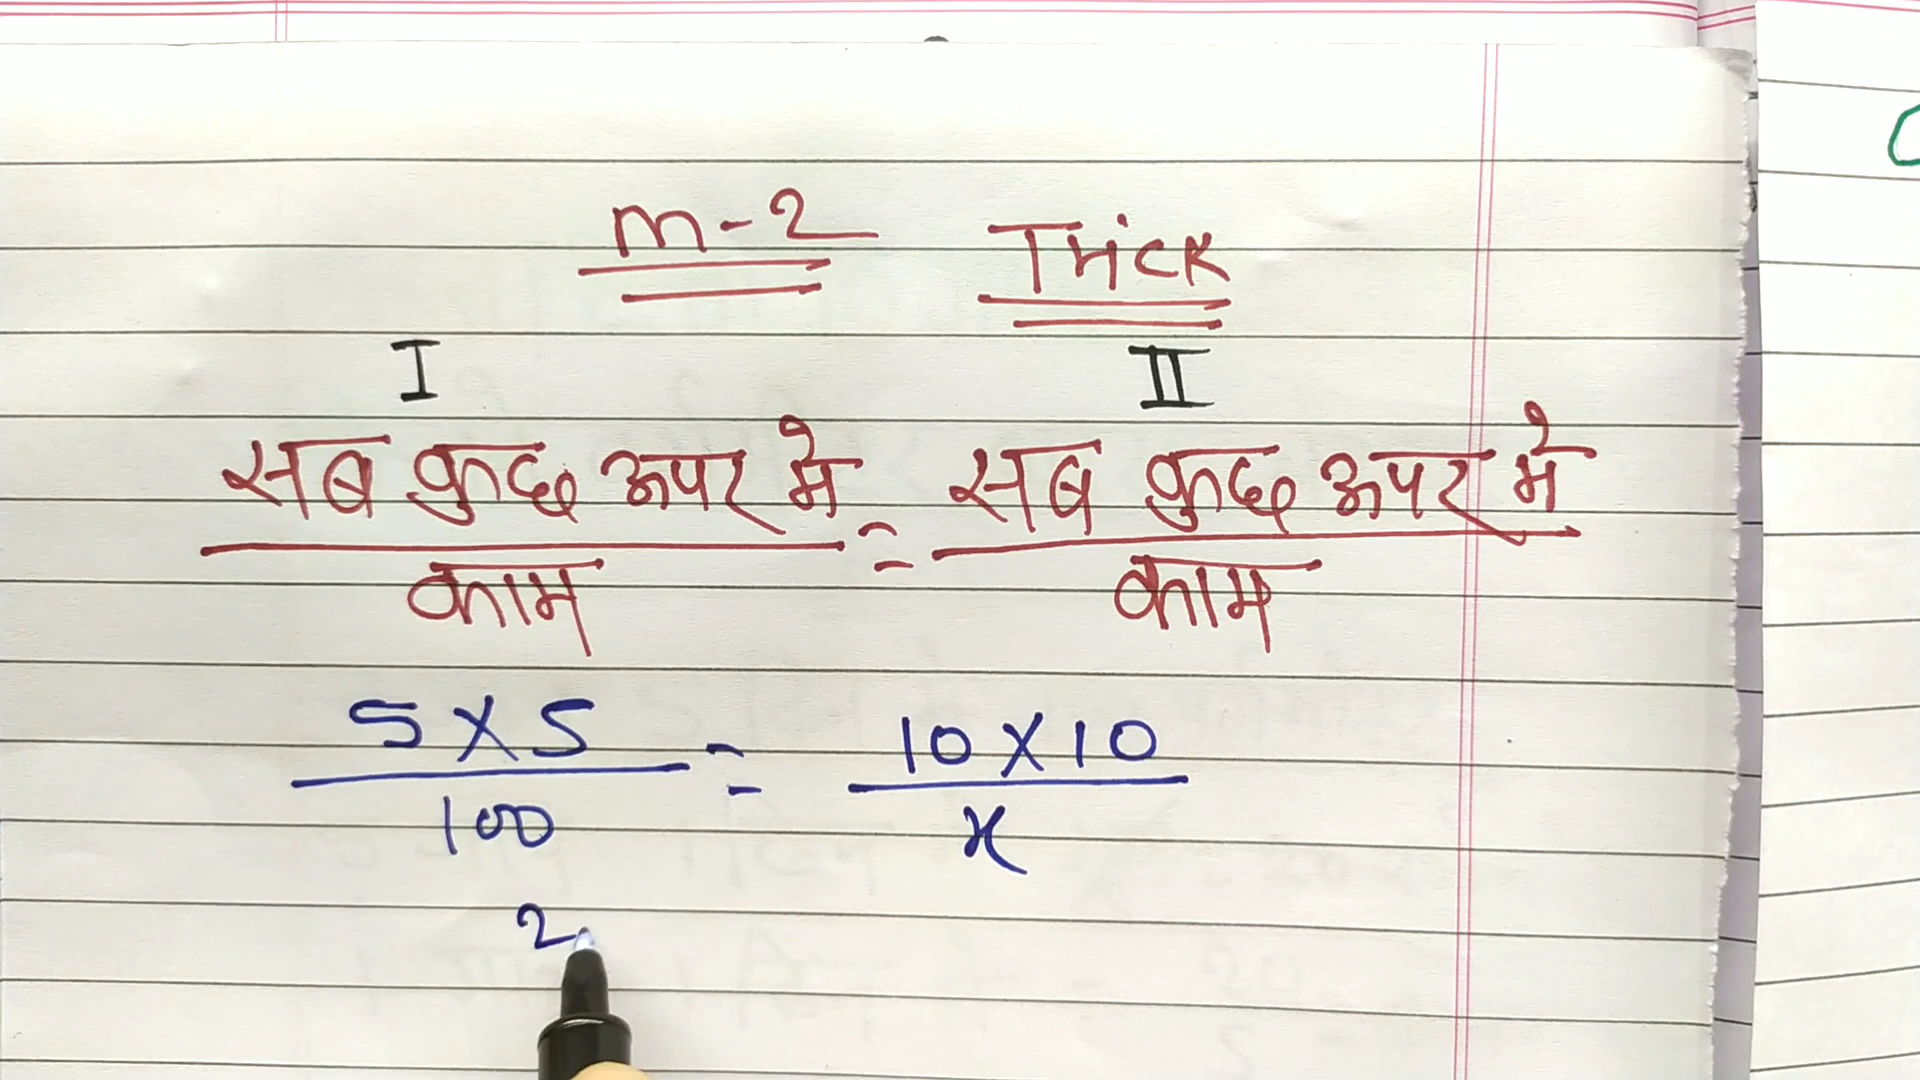 m-2 Trick
I II
सब कुछ ऊपर मे = सब कुछ ऊपर मे
काम काम
5 X 5 = 10 X 10
100 x
2